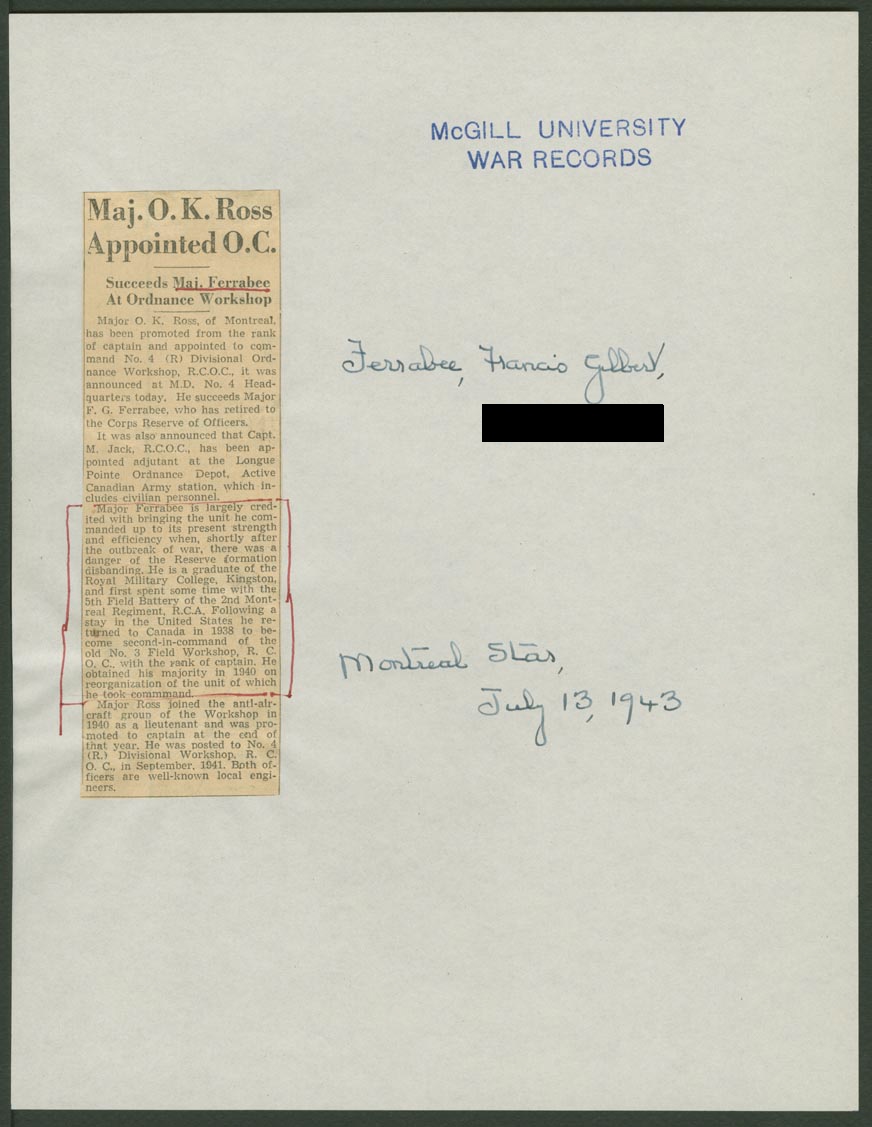 McGILL UNIVERSITY
WAR RECORDS
Maj. O. K. Ross
Appointed O.C.
Succeeds Maj. Ferrabee
At Ordnance Workshop
Major O. K. Ross, of Montreal,
has been promoted from the rank
of captain and appointed to com-
mand No. 4 (R) Divisional Ord-
nance Workshop, R.C.O.C., it was
announced at M.D. No. 4 Head-
quarters today. He succeeds Major
F. G. Ferrabee, who has retired to
the Corps Reserve of Officers.
It was also announced that Capt.
M. Jack, R.C.O.C., has been ap-
pointed adjutant at the Longue
Pointe Ordnance Depot, Active
Canadian Army station, which in-
cludes civilian personnel.
Major Ferrabee is largely cred-
ited with bringing the unit he com-
manded up to its present strength
and efficiency when, shortly after
the outbreak of war, there was a
danger of the Reserve formation
disbanding. He is a graduate of the
Royal Military College, Kingston,
and first spent some time with the
5th Field Battery of the 2nd Mont-
real Regiment, R.C.A. Following a
stay in the United States he re-
turned to Canada in 1938 to be-
come second-in-command of the
old No. 3 Field Workshop, R. C.
O. C., with the rank of captain. He
obtained his majority in 1940 on
reorganization of the unit of which
he took commmand.
Major Ross joined the anti-air-
craft group of the Workshop in
1940 as a lieutenant and was pro-
moted to captain at the end of
that year. He was posted to No. 4
(R.) Divisional Workshop, R. C.
O. C., in September, 1941. Both of-
ficers are well-known local engi-
neers.
Ferrabee, Francis Gilbert,
Montreal Star,
July 13, 1943